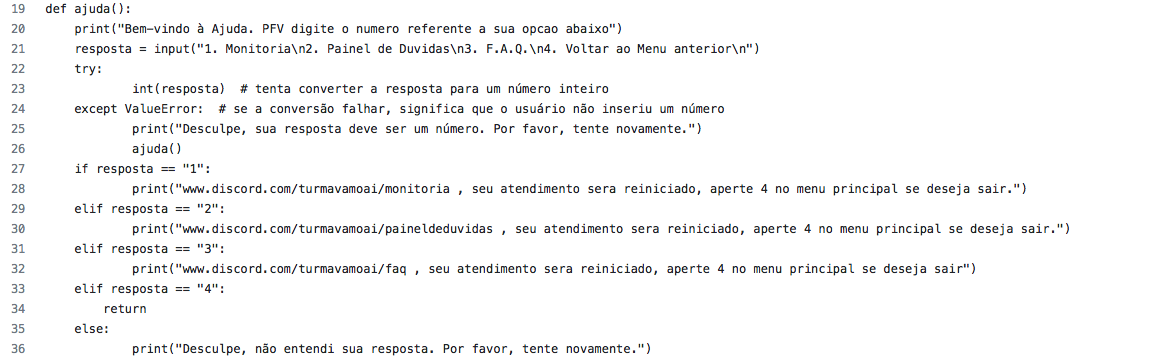 19 def ajuda():
20     print("Bem-vindo à Ajuda. PFV digite o numero referente a sua opcao abaixo")
21     resposta = input("1. Monitoria\n2. Painel de Duvidas\n3. F.A.Q.\n4. Voltar ao Menu anterior\n")
22     try:
23             int(resposta)  # tenta converter a resposta para um número inteiro
24     except ValueError:  # se a conversão falhar, significa que o usuário não inseriu um número
25             print("Desculpe, sua resposta deve ser um número. Por favor, tente novamente.")
26             ajuda()
27     if resposta == "1":
28             print("www.discord.com/turmavamoai/monitoria , seu atendimento sera reiniciado, aperte 4 no menu principal se deseja sair.")
29     elif resposta == "2":
30             print("www.discord.com/turmavamoai/paineldeduvidas , seu atendimento sera reiniciado, aperte 4 no menu principal se deseja sair.")
31     elif resposta == "3":
32             print("www.discord.com/turmavamoai/faq , seu atendimento sera reiniciado, aperte 4 no menu principal se deseja sair")
33     elif resposta == "4":
34         return
35     else:
36             print("Desculpe, não entendi sua resposta. Por favor, tente novamente.")